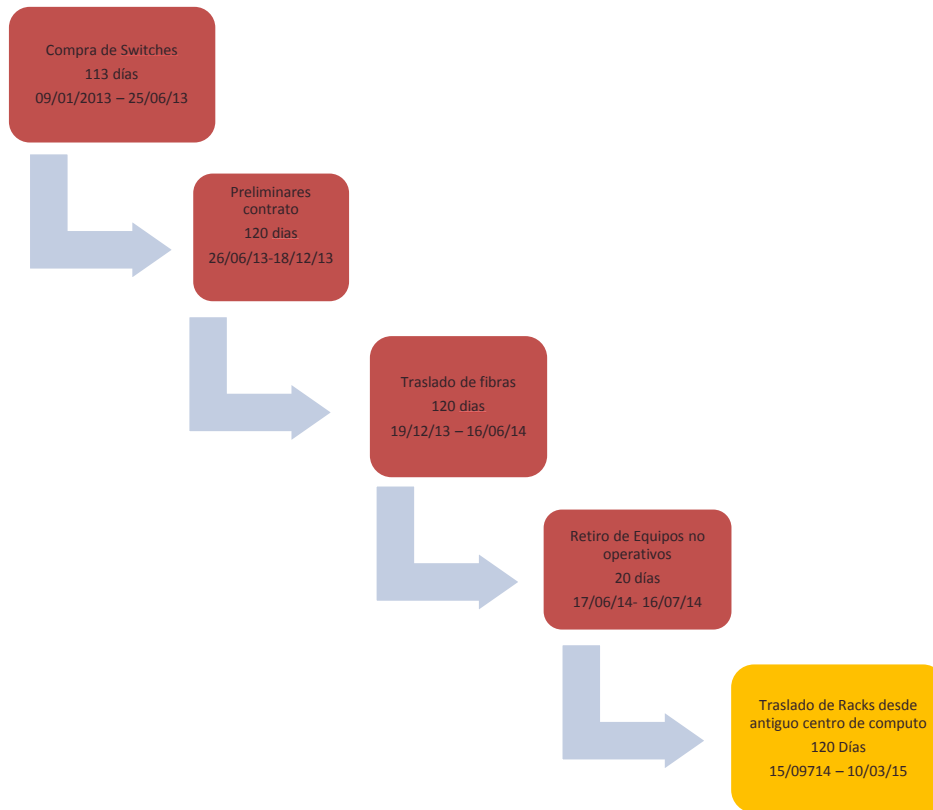 Compra de Switches
113 días
09/01/2013 – 25/06/13
Preliminares
contrato
120 dias
26/06/13-18/12/13
Traslado de fibras
120 dias
19/12/13 – 16/06/14
Retiro de Equipos no
operativos
20 días
17/06/14- 16/07/14
Traslado de Racks desde
antiguo centro de computo
120 Días
15/09714 – 10/03/15